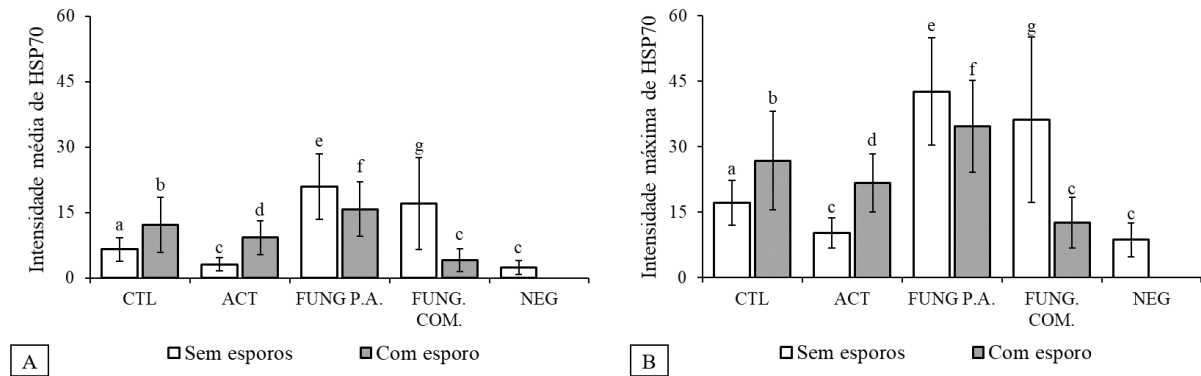 Intensidade média de HSP70
60
45
30
15
0
a
b
c
d
e
f
g
c
c
CTL
ACT
FUNG P.A.
FUNG.
COM.
NEG
Sem esporos
Com esporo
A
Intensidade máxima de HSP70
60
45
30
15
0
a
b
c
d
e
f
g
c
c
CTL
ACT
FUNG P.A.
FUNG.
COM.
NEG
Sem esporos
Com esporo
B